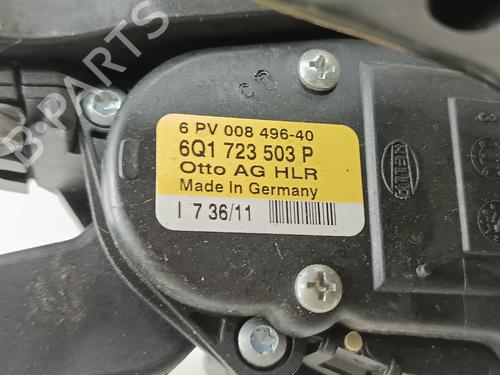 B-Parts
6 PV 008 496-40
6Q1 723 503 P
Otto AG HLR
Made In Germany
I 7 36/11
HELLA